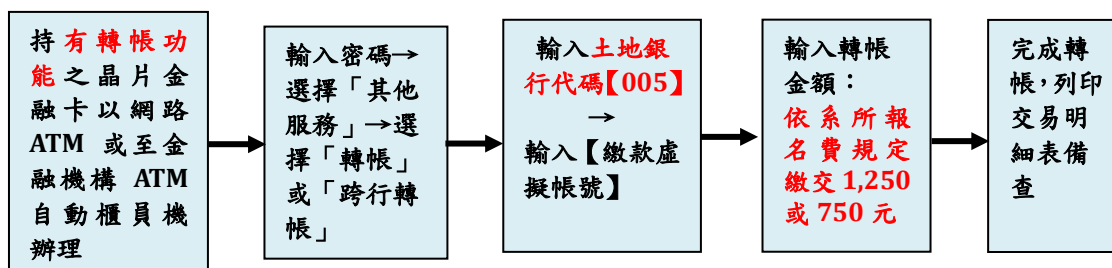 持有轉帳功
能之晶片金
融卡以網路
ATM 或至金
融機構 ATM
自動櫃員機
辦理
輸入密碼→
選擇「其他
服務」→選
擇「轉帳」
或「跨行轉
帳」
輸入土地銀
行代碼【005】
→
輸入【繳款虛
擬帳號】
輸入轉帳
金額：
依系所報
名費規定
繳交 1,250
或 750 元
完成轉
帳，列印
交易明
細表備
查